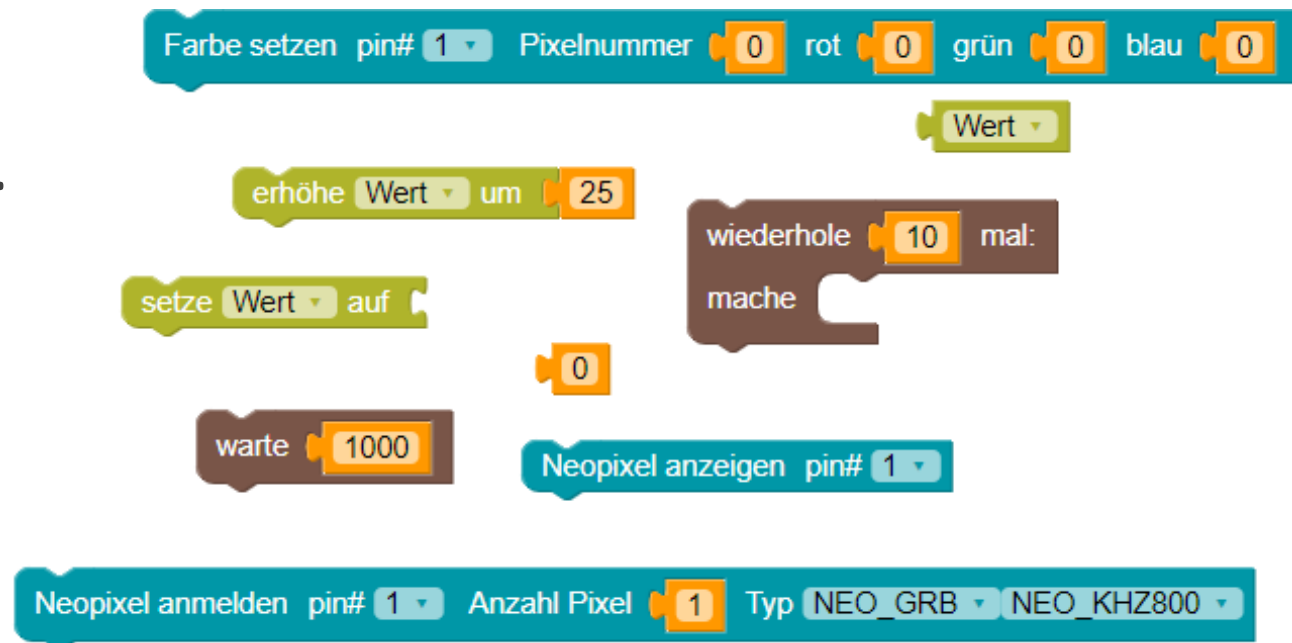 Farbe setzen pin# 1 Pixelnummer 0 rot 0 grün 0 blau 0
Wert
erhöhe Wert um 25
wiederhole 10 mal:
mache
setze Wert auf
0
warte 1000
Neopixel anzeigen pin# 1
Neopixel anmelden pin# 1 Anzahl Pixel 1 Typ NEO_GRB NEO_KHZ800